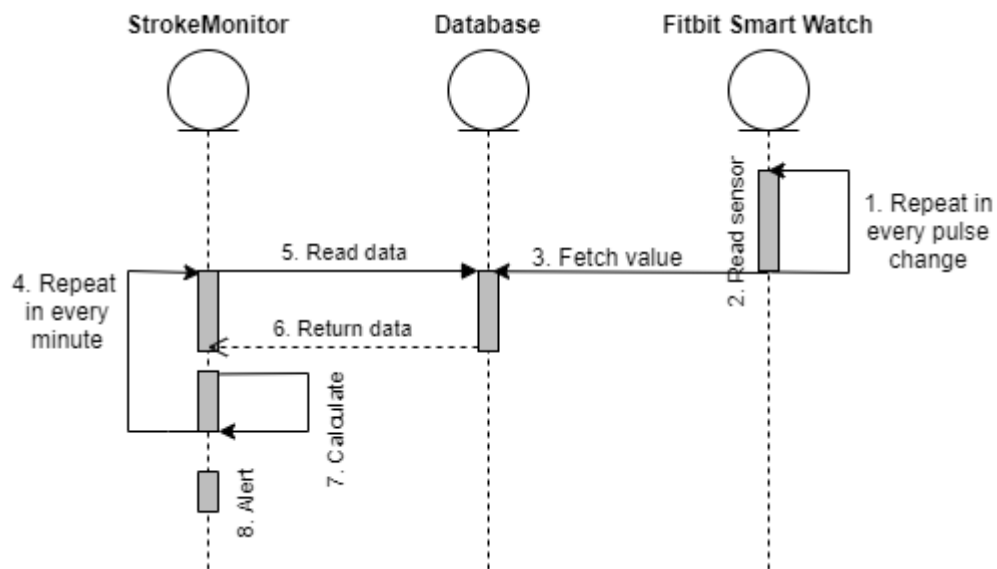 StrokeMonitor
Database
Fitbit Smart Watch
1. Repeat in
every pulse
change
2. Read sensor
3. Fetch value
4. Repeat
in every
minute
5. Read data
6. Return data
7. Calculate
8. Alert